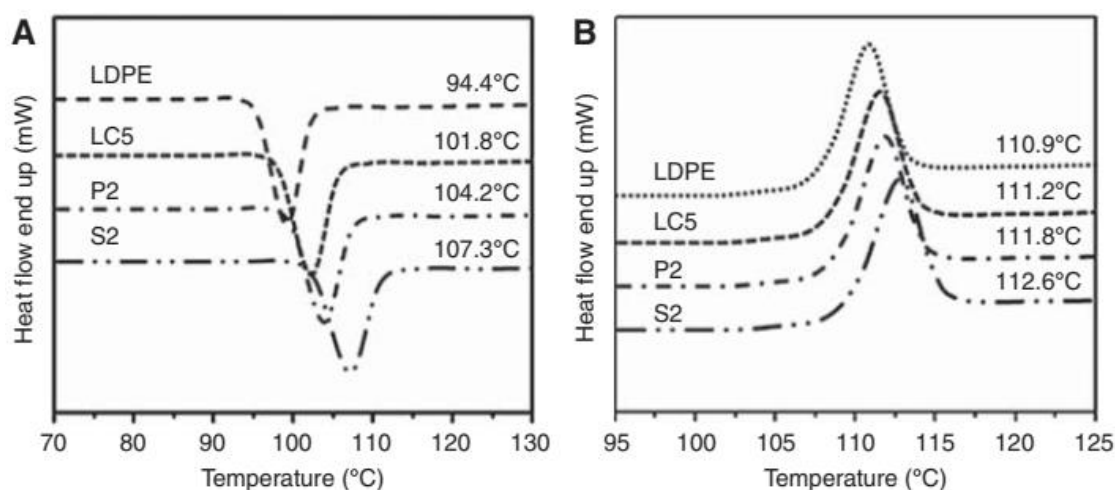 A
Heat flow end up (mW)
LDPE
94.4°C
LC5
101.8°C
P2
104.2°C
S2
107.3°C
70 80 90 100 110 120 130
Temperature (°C)
B
Heat flow end up (mW)
110.9°C
LDPE
111.2°C
LC5
111.8°C
P2
112.6°C
S2
95 100 105 110 115 120 125
Temperature (°C)